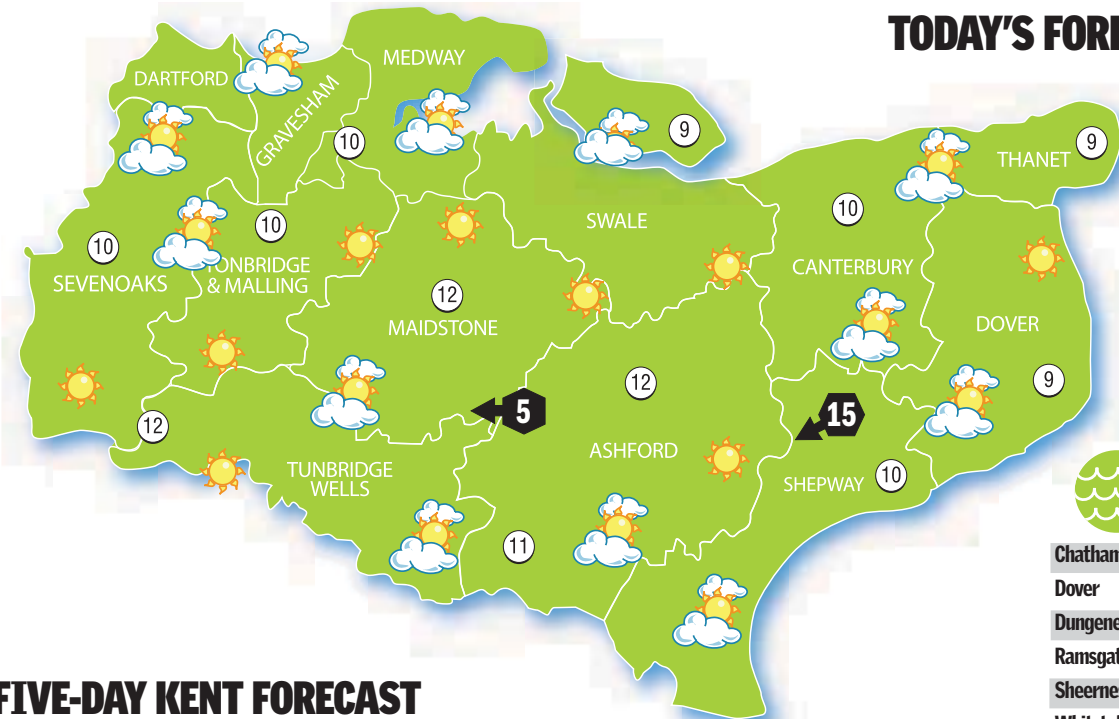 TODAY'S FOR
MEDWAY
DARTFORD
GRAVESHAM
10
9
9
THANET
10
10
10
SWALE
SEVENOAKS
TONBRIDGE
& MALLING
CANTERBURY
12
MAIDSTONE
DOVER
12
9
5
15
12
ASHFORD
TUNBRIDGE
WELLS
SHEPWAY
10
11
Chatham
Dover
Dungene
Ramsgat
Sheerne
FIVE-DAY KENT FORECAST